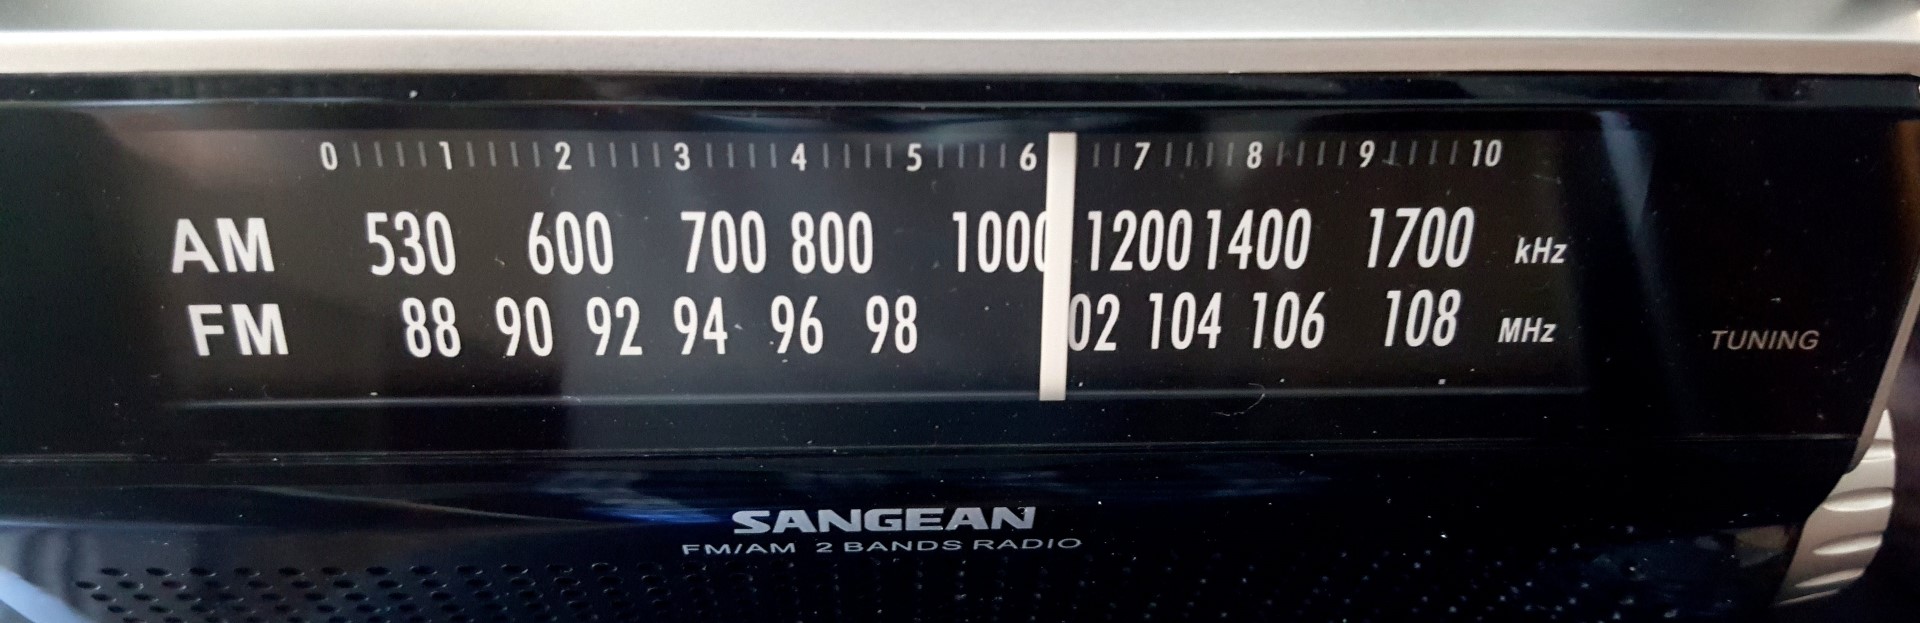 0 1 2 3 4 5 6 7 8 9 10
AM 530 600 700 800 1000 1200 1400 1700 kHz
FM 88 90 92 94 96 98 02 104 106 108 MHz
TUNING
SANGEAN
FM/AM 2 BANDS RADIO